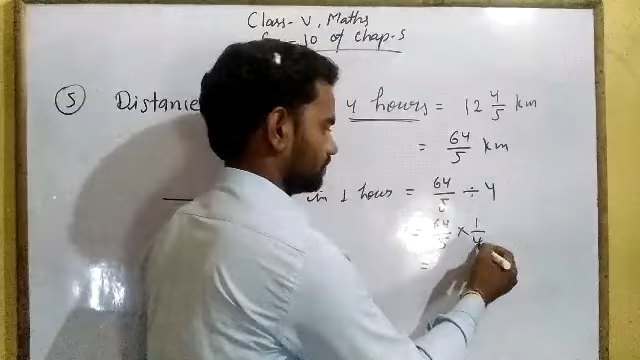 Class-V, Maths
10 of Chap-5
5 Distance 4 hours = 12 4/5 km
= 64/5 km
in 1 hour = 64/5 ÷ 4
= 64/5 × 1/4
=